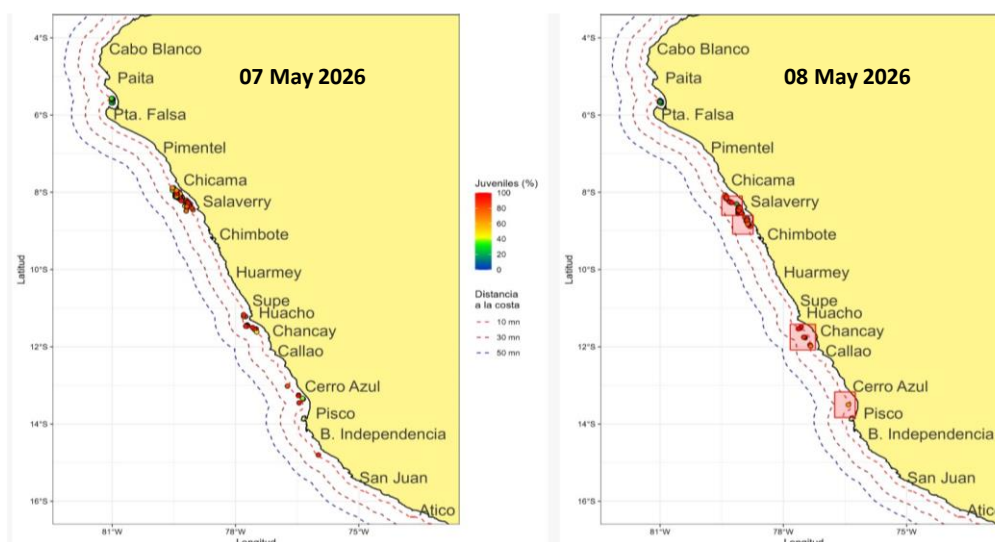 07 May 2026
4°S
6°S
8°S
10°S
12°S
14°S
16°S
Latitud
81°W
78°W
75°W
Cabo Blanco
Paita
Pta. Falsa
Pimentel
Chicama
Salaverry
Chimbote
Huarmey
Supe
Huacho
Chancay
Callao
Cerro Azul
Pisco
B. Independencia
San Juan
Atico
Longitud
Juveniles (%)
100
80
60
40
20
0
Distancia
a la costa
10 mn
30 mn
50 mn
08 May 2026
4°S
6°S
8°S
10°S
12°S
14°S
16°S
Latitud
81°W
78°W
75°W
Cabo Blanco
Paita
Pta. Falsa
Pimentel
Chicama
Salaverry
Chimbote
Huarmey
Supe
Huacho
Chancay
Callao
Cerro Azul
Pisco
B. Independencia
San Juan
Atico
Longitud